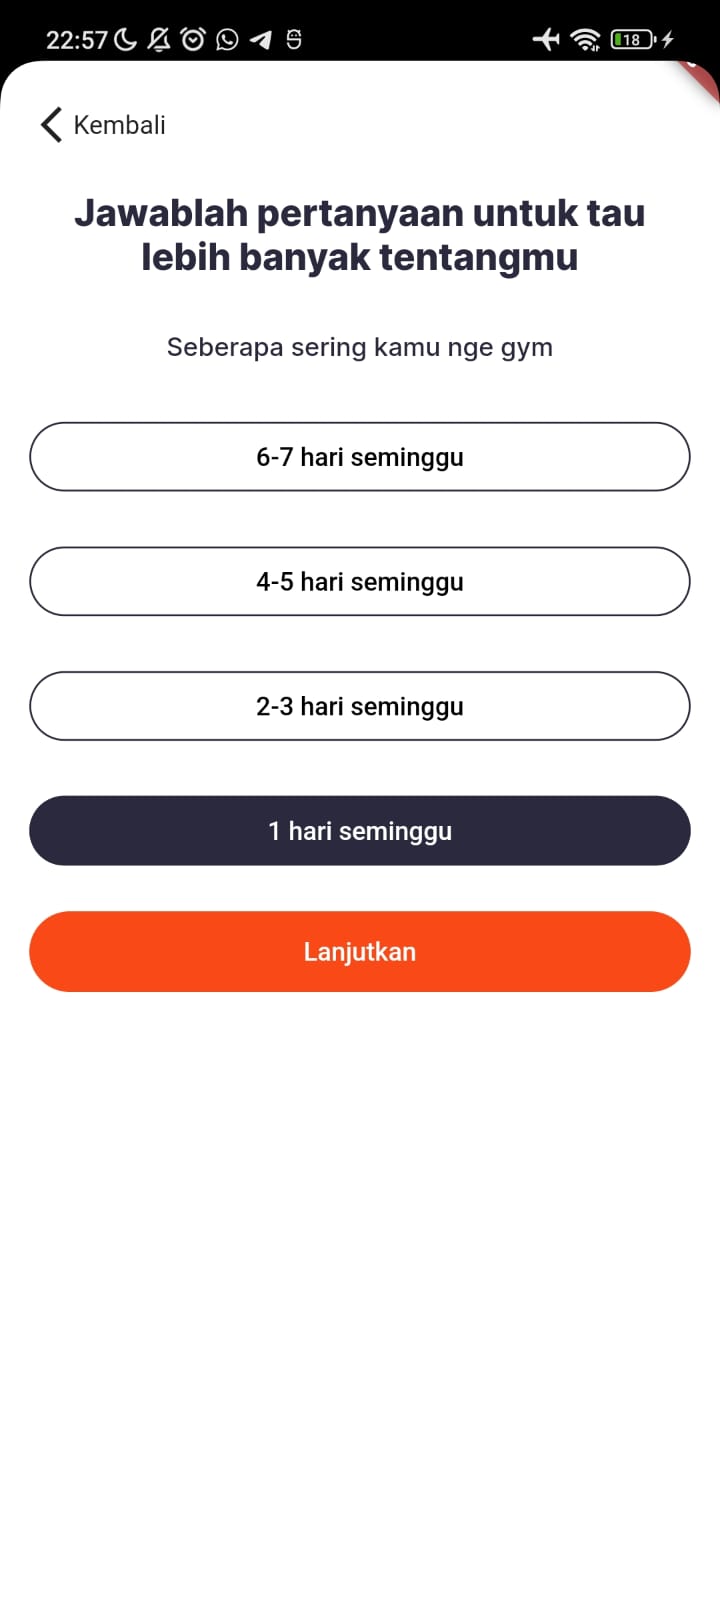 22:57
18
Kembali
Jawablah pertanyaan untuk tau
lebih banyak tentangmu
Seberapa sering kamu nge gym
6-7 hari seminggu
4-5 hari seminggu
2-3 hari seminggu
1 hari seminggu
Lanjutkan